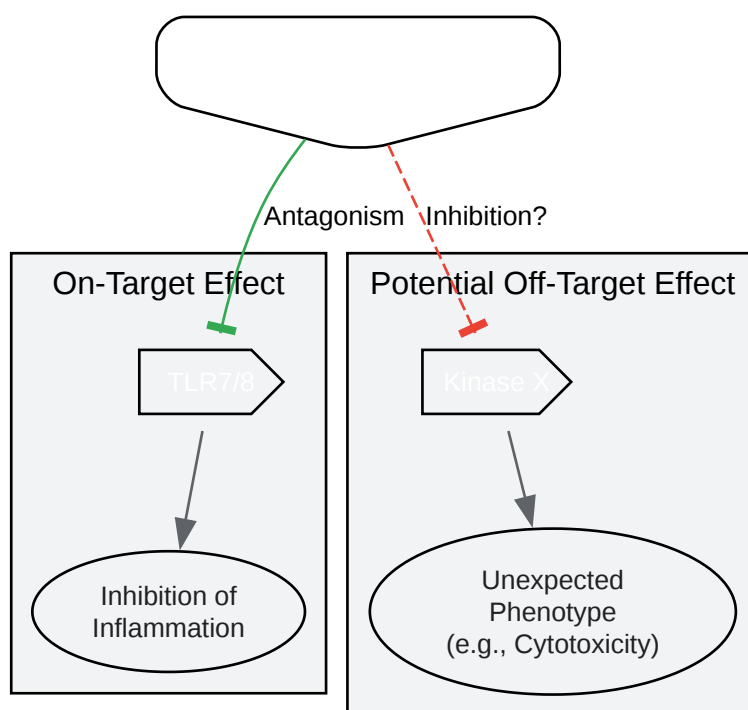 Antagonism
Inhibition?
On-Target Effect
Potential Off-Target Effect
TLR7/8
Kinase X
Inhibition of
Inflammation
Unexpected
Phenotype
(e.g., Cytotoxicity)